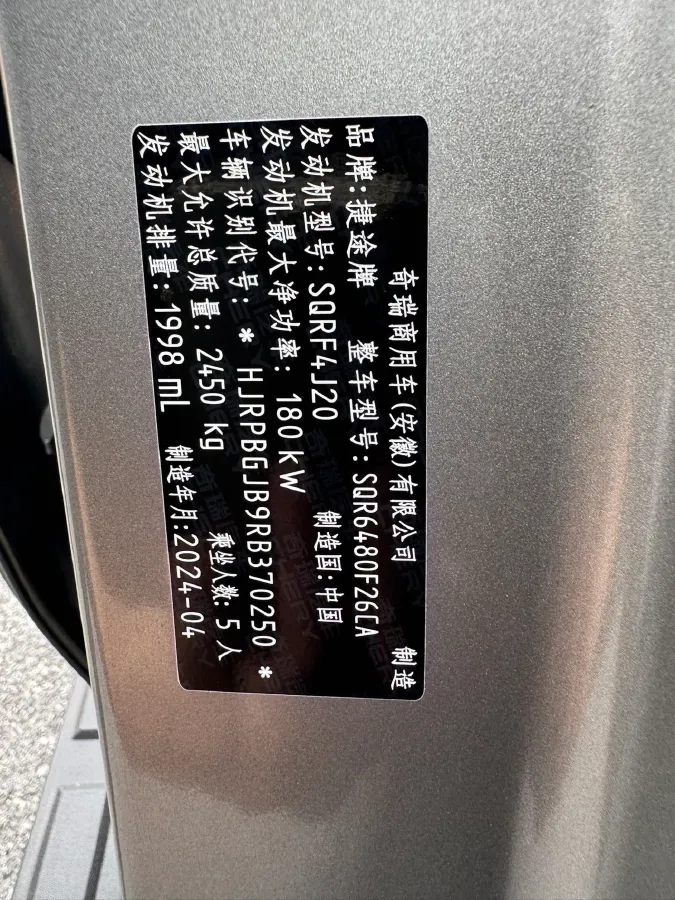 奇瑞商用车(安徽)有限公司 制造
品牌:捷途牌 整车型号:SQR6480F26CA
发动机型号:SQRF4J20 制造国:中国
发动机最大净功率: 180 kW
车辆识别代号: * HJRPBGJB9RB370250 *
最大允许总质量: 2450 kg 乘坐人数: 5 人
发动机排量: 1998 mL 制造年月:2024-04